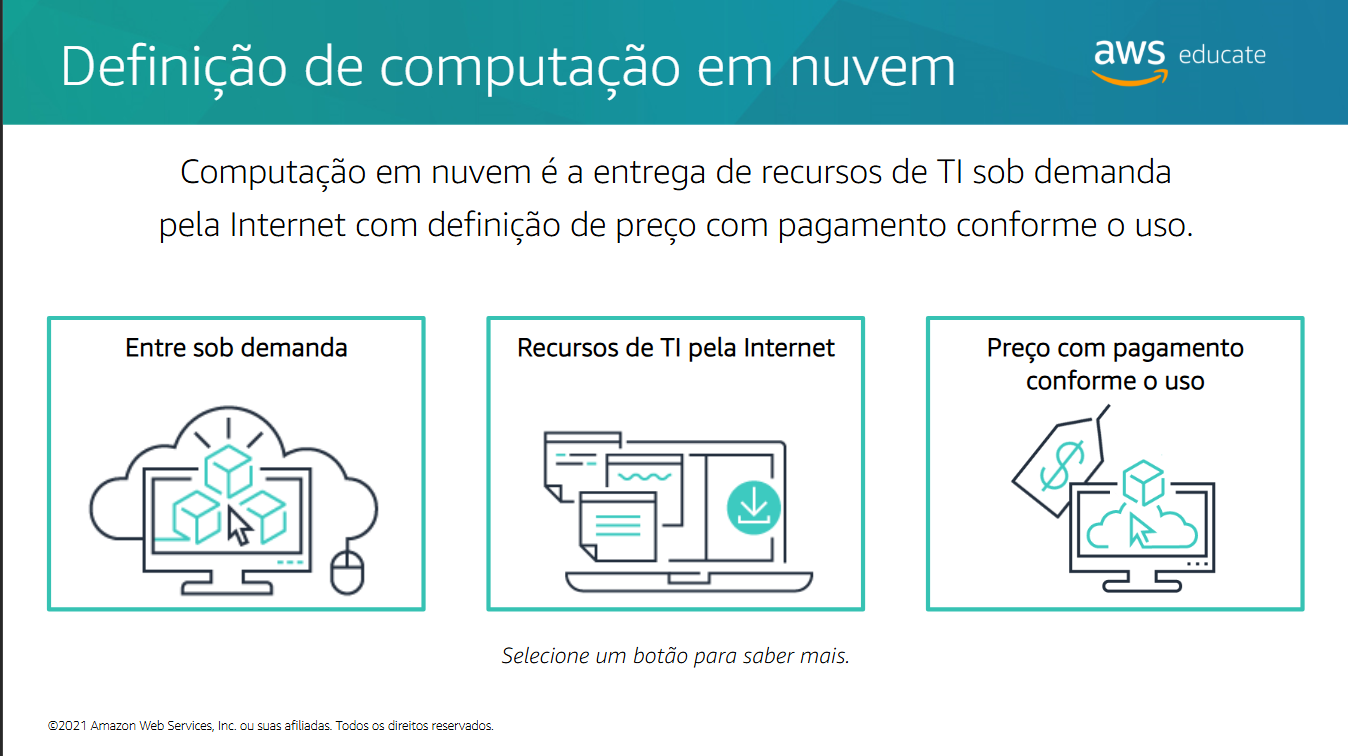 Definição de computação em nuvem
aws educate
Computação em nuvem é a entrega de recursos de TI sob demanda
pela Internet com definição de preço com pagamento conforme o uso.
Entre sob demanda
Recursos de TI pela Internet
Preço com pagamento
conforme o uso
$
Selecione um botão para saber mais.
©2021 Amazon Web Services, Inc. ou suas afiliadas. Todos os direitos reservados.